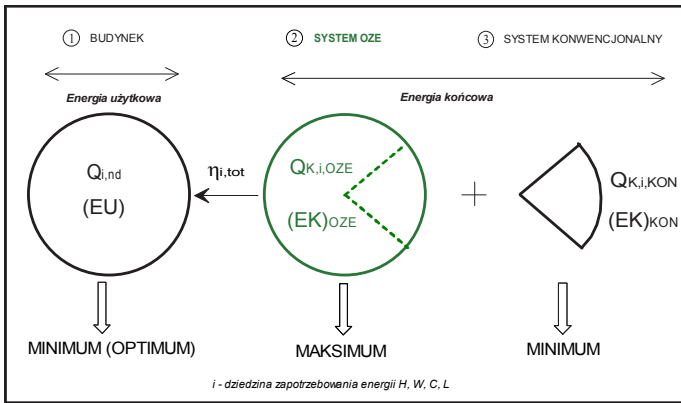 1 BUDYNEK
2 SYSTEM OZE
3 SYSTEM KONWENCJONALNY
Energia użytkowa
Energia końcowa
Qi,nd
(EU)
ηi,tot
QK,i,OZE
(EK)OZE
+
QK,i,KON
(EK)KON
MINIMUM (OPTIMUM)
MAKSIMUM
MINIMUM
i - dziedzina zapotrzebowania energii H, W, C, L